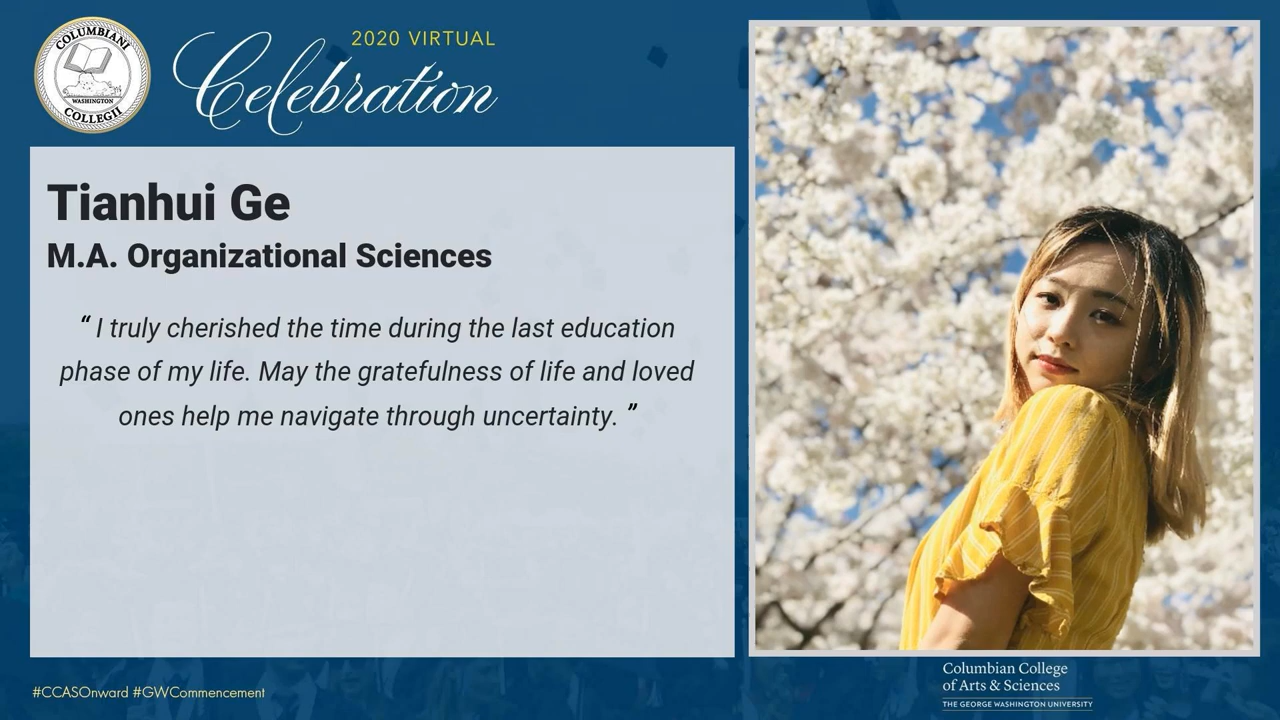 COLUMBIANI
WASHINGTON
COLLEGII
2020 VIRTUAL
Celebration
Tianhui Ge
M.A. Organizational Sciences
“ I truly cherished the time during the last education
phase of my life. May the gratefulness of life and loved
ones help me navigate through uncertainty. ”
#CCASOnward #GWCommencement
Columbian College
of Arts & Sciences
THE GEORGE WASHINGTON UNIVERSITY